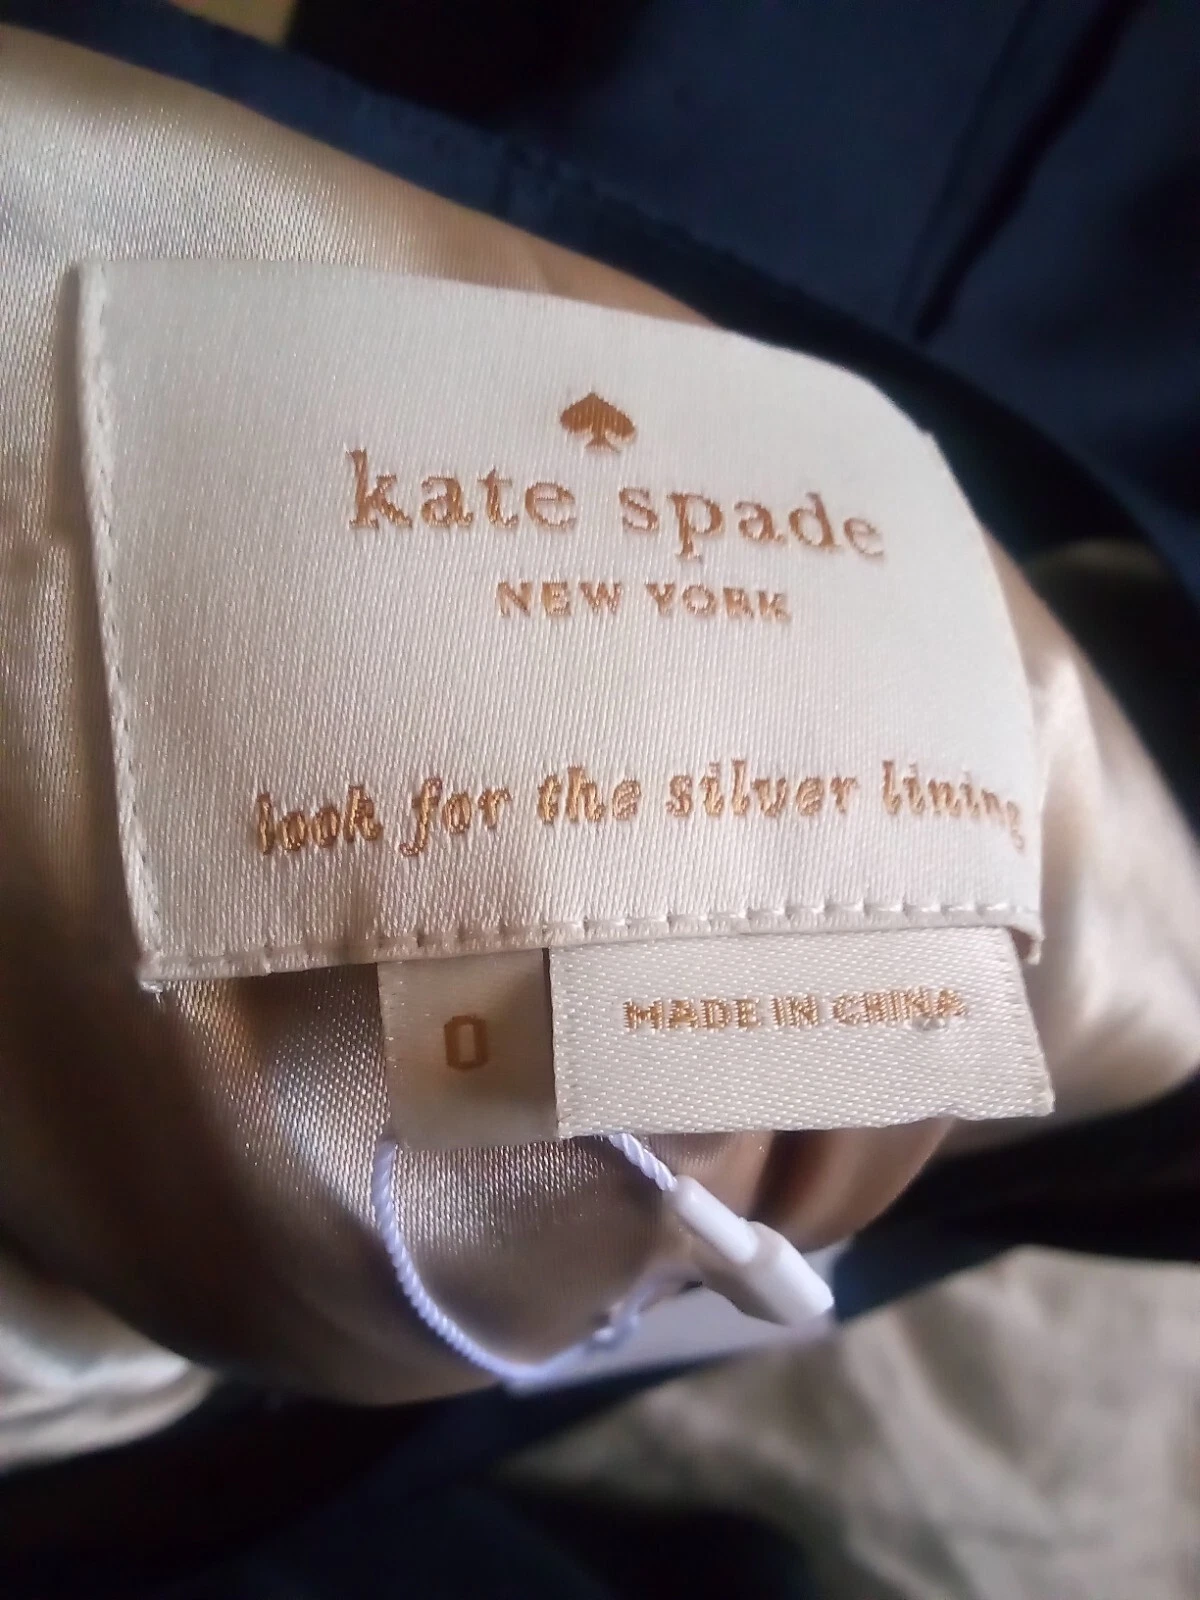 kate spade
NEW YORK
look for the silver lining
0
MADE IN CHINA